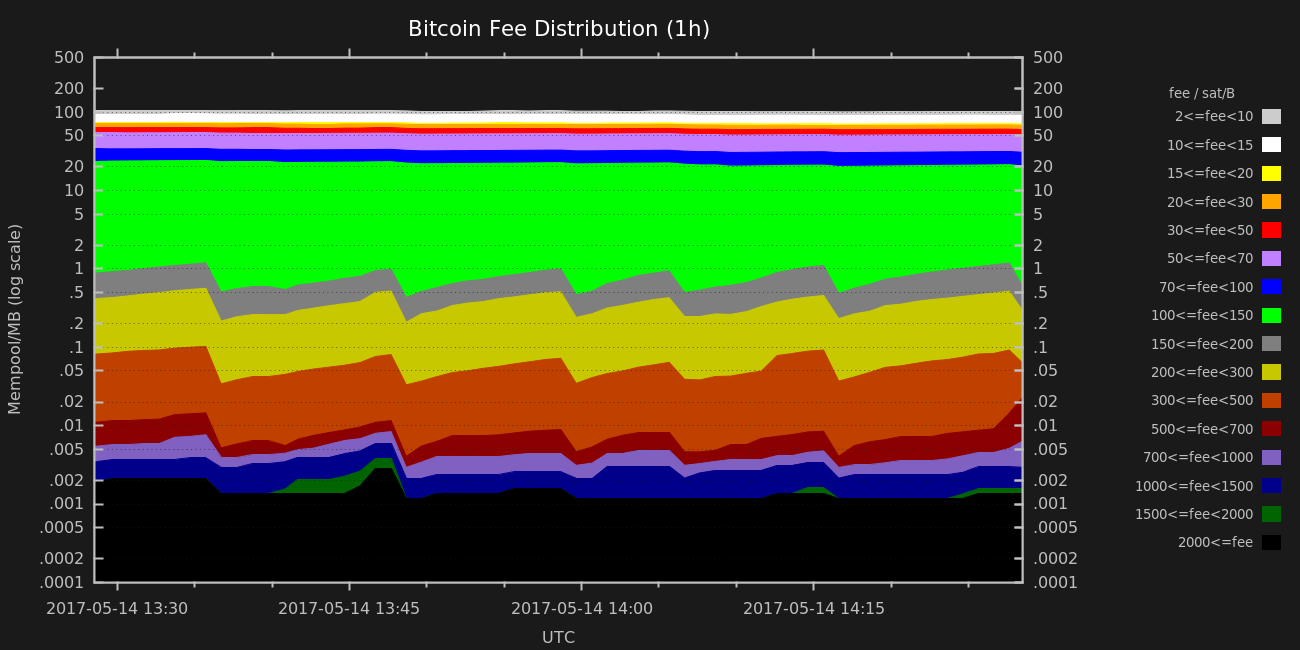 Bitcoin Fee Distribution (1h)
500
200
100
50
20
10
5
2
1
.5
.2
.1
.05
.02
.01
.005
.002
.001
.0005
.0002
.0001
Mempool/MB (log scale)
500
200
100
50
20
10
5
2
1
.5
.2
.1
.05
.02
.01
.005
.002
.001
.0005
.0002
.0001
2017-05-14 13:30 2017-05-14 13:45 2017-05-14 14:00 2017-05-14 14:15
UTC
fee / sat/B
2<=fee<10
10<=fee<15
15<=fee<20
20<=fee<30
30<=fee<50
50<=fee<70
70<=fee<100
100<=fee<150
150<=fee<200
200<=fee<300
300<=fee<500
500<=fee<700
700<=fee<1000
1000<=fee<1500
1500<=fee<2000
2000<=fee